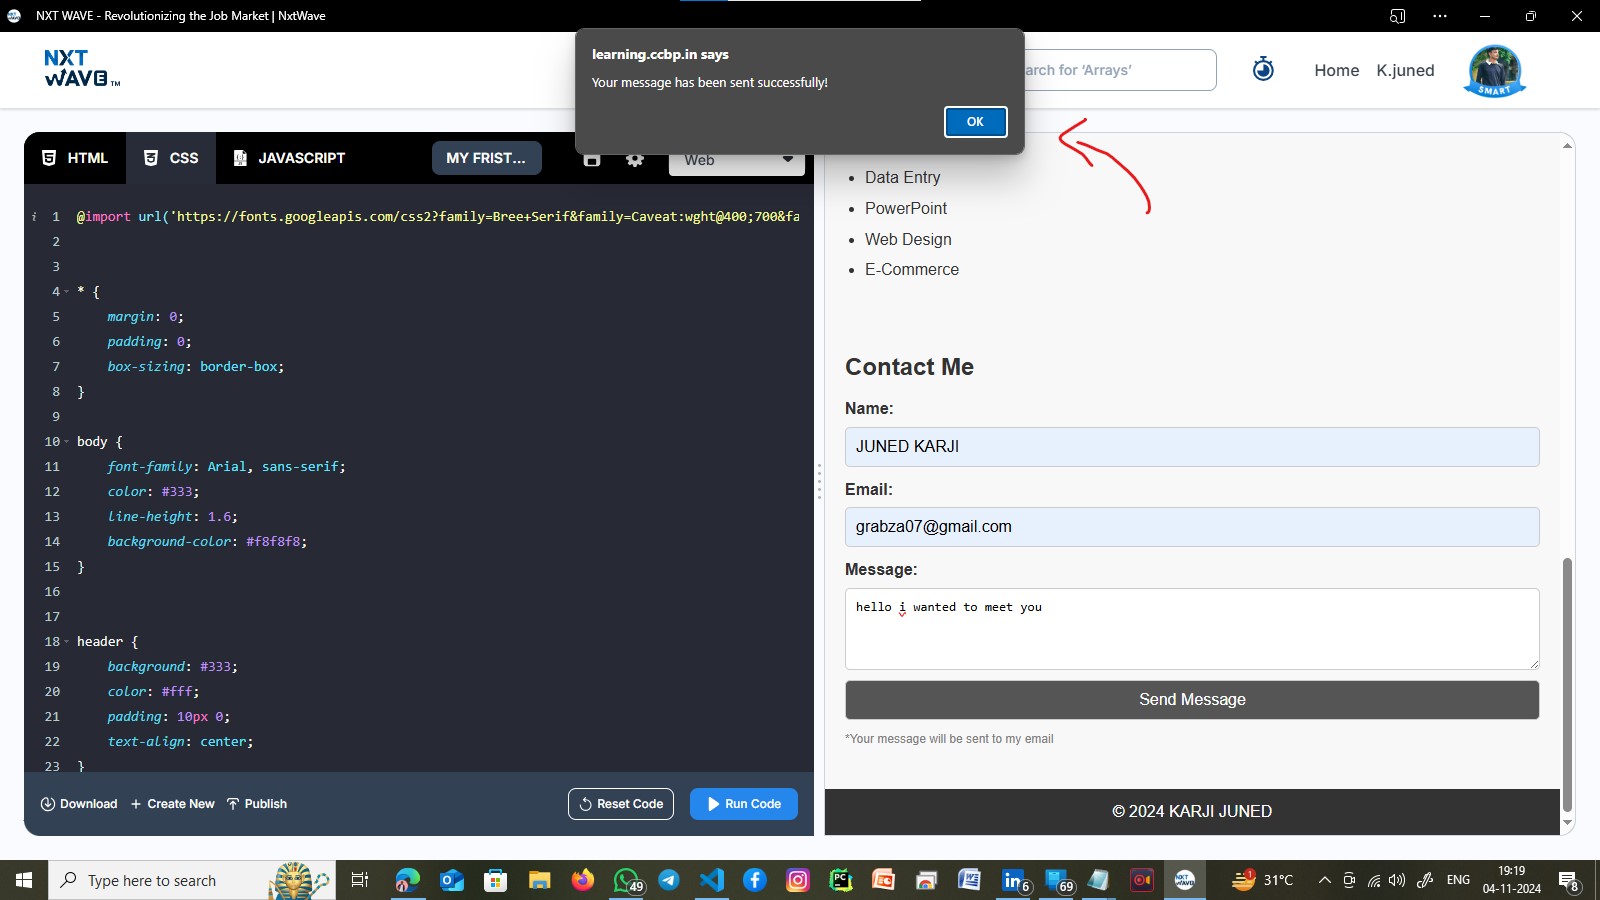 NXT WAVE - Revolutionizing the Job Market | NxtWave
NXT
WAVE™
learning.ccbp.in says
Your message has been sent successfully!
OK
arch for ‘Arrays’
Home
K.juned
SMART
HTML
CSS
JAVASCRIPT
MY FRIST...
Web
i 1 @import url('https://fonts.googleapis.com/css2?family=Bree+Serif&family=Caveat:wght@400;700&fa
2
3
4 * {
5 margin: 0;
6 padding: 0;
7 box-sizing: border-box;
8 }
9
10 body {
11 font-family: Arial, sans-serif;
12 color: #333;
13 line-height: 1.6;
14 background-color: #f8f8f8;
15 }
16
17
18 header {
19 background: #333;
20 color: #fff;
21 padding: 10px 0;
22 text-align: center;
23 }
Download
Create New
Publish
Reset Code
Run Code
• Data Entry
• PowerPoint
• Web Design
• E-Commerce
Contact Me
Name:
JUNED KARJI
Email:
grabza07@gmail.com
Message:
hello i wanted to meet you
Send Message
*Your message will be sent to my email
© 2024 KARJI JUNED
Type here to search
49
6
69
1
31°C
ENG
19:19
04-11-2024
8